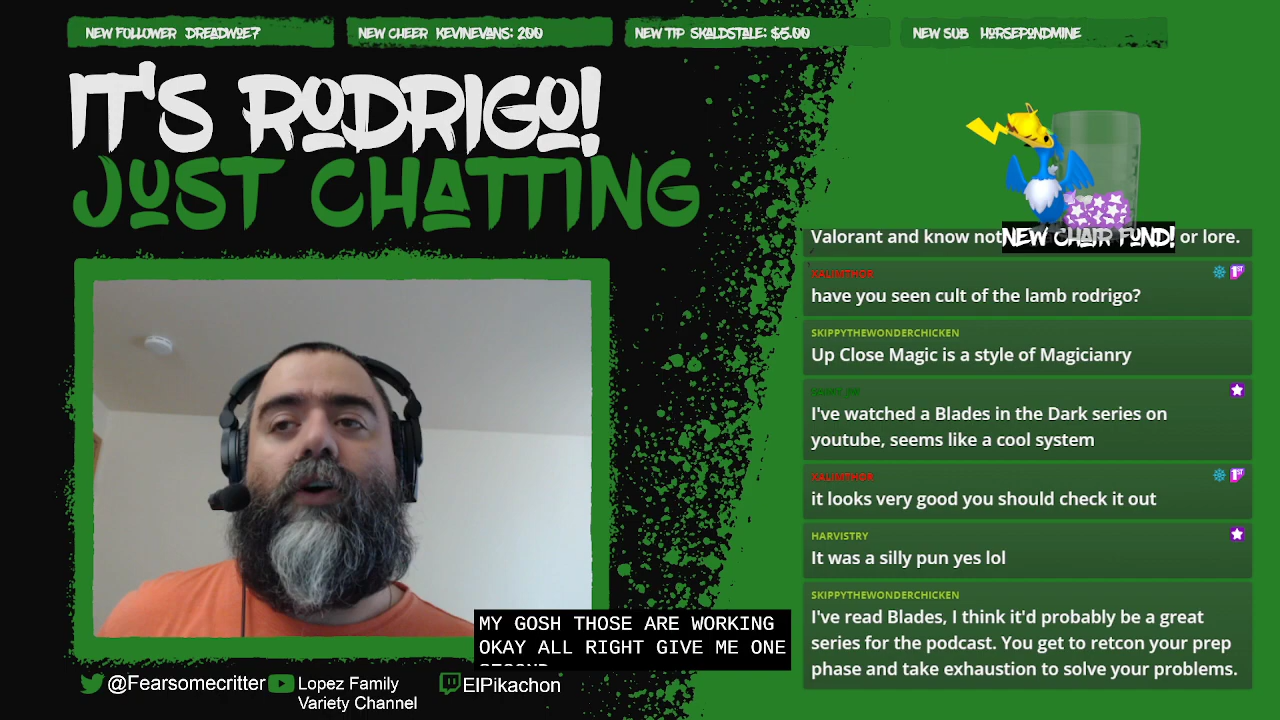 NEW FOLLOWER DREADWOE7
NEW CHEER KEVINEVANS: 200
NEW TIP SKALDSTALE: $5.00
NEW SUB HORSEPONDMINE
IT'S RODRIGO!
JUST CHATTING
NEW CHAIR FUND!
Valorant and know not or lore.
KALIMTHOR
have you seen cult of the lamb rodrigo?
SKIPPYTHEWONDERCHICKEN
Up Close Magic is a style of Magicianry
I've watched a Blades in the Dark series on
youtube, seems like a cool system
KALIMTHOR
it looks very good you should check it out
HARVISTRY
It was a silly pun yes lol
SKIPPYTHEWONDERCHICKEN
I've read Blades, I think it'd probably be a great
series for the podcast. You get to retcon your prep
phase and take exhaustion to solve your problems.
MY GOSH THOSE ARE WORKING
OKAY ALL RIGHT GIVE ME ONE
@Fearsomecritter
Lopez Family
Variety Channel
ElPikachon